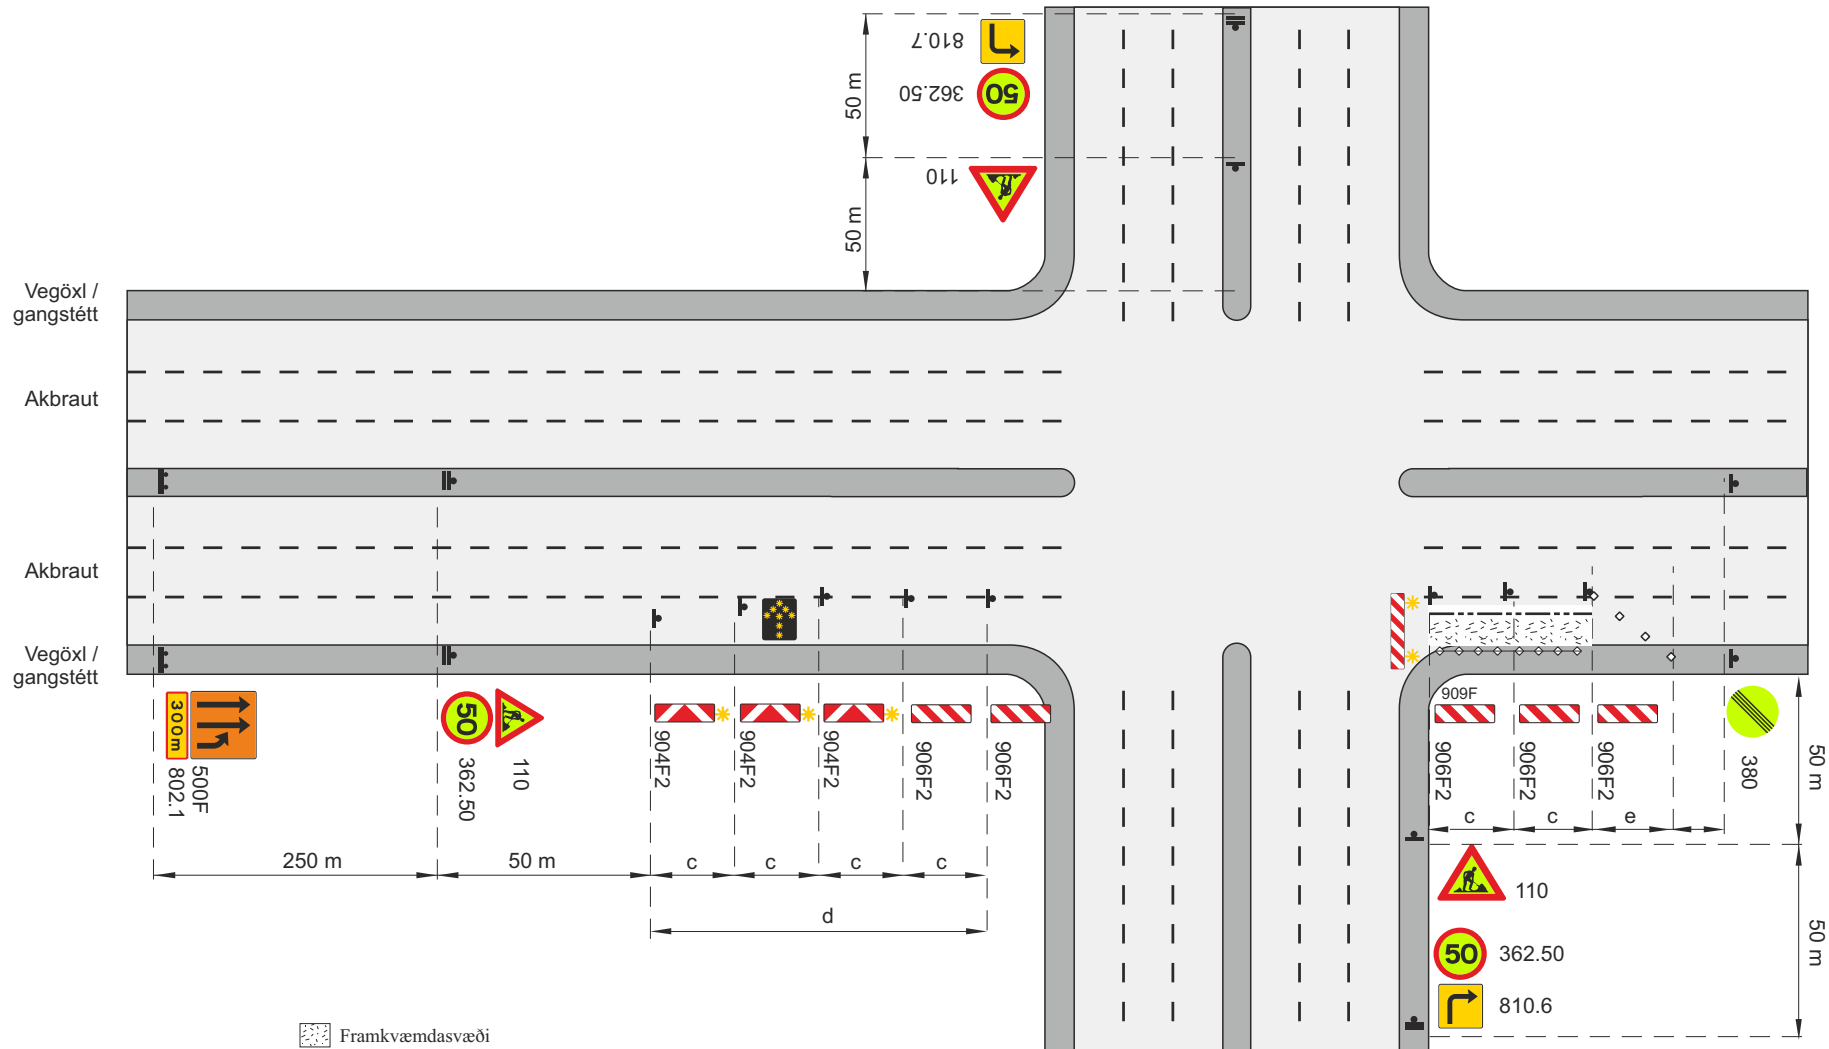 810.7
50
362.50
50 m
110
50 m
Vegöxl /
gangstétt
Akbraut
Akbraut
Vegöxl /
gangstétt
300m
802.1
500F
50
362.50
110
904F2
904F2
904F2
906F2
906F2
250 m
50 m
c
c
c
c
d
909F
906F2
906F2
906F2
380
c
c
e
50 m
110
50
362.50
810.6
50 m
Framkvæmdasvæði